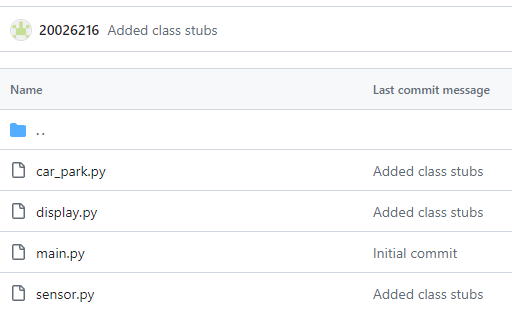 20026216 Added class stubs
Name Last commit message
..
car_park.py Added class stubs
display.py Added class stubs
main.py Initial commit
sensor.py Added class stubs